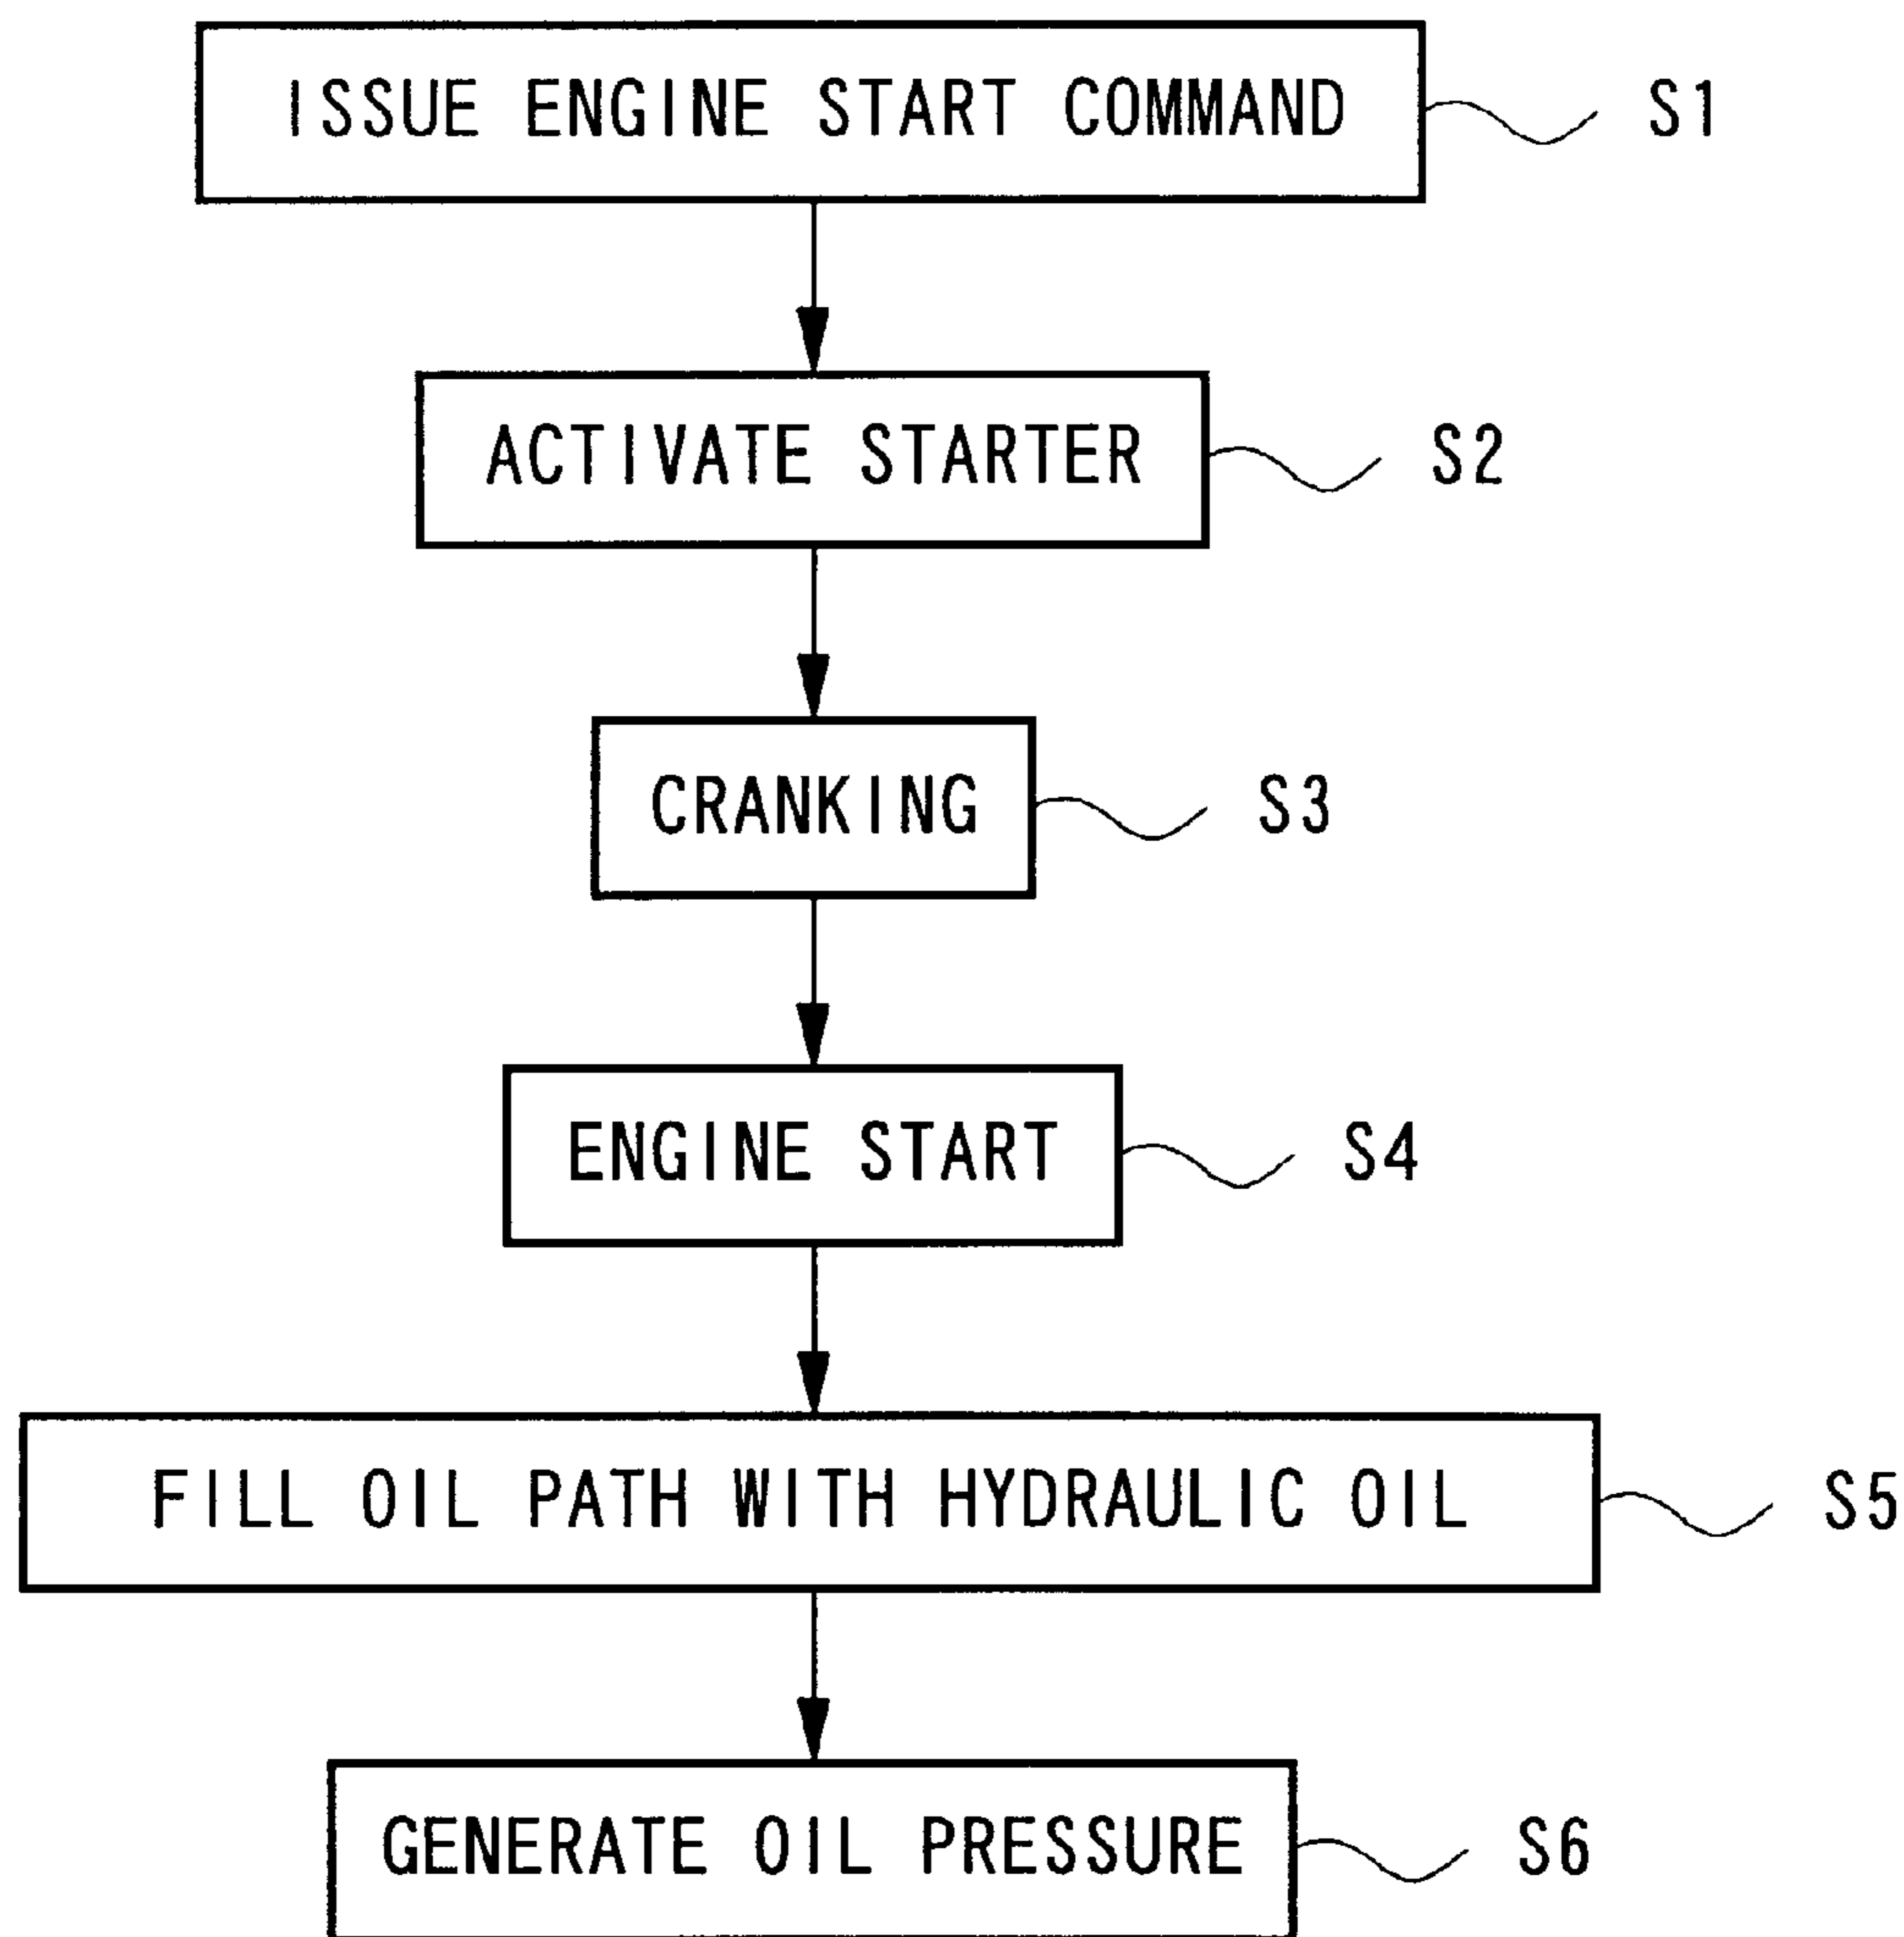 ISSUE ENGINE START COMMAND S1
ACTIVATE STARTER S2
CRANKING S3
ENGINE START S4
FILL OIL PATH WITH HYDRAULIC OIL S5
GENERATE OIL PRESSURE S6